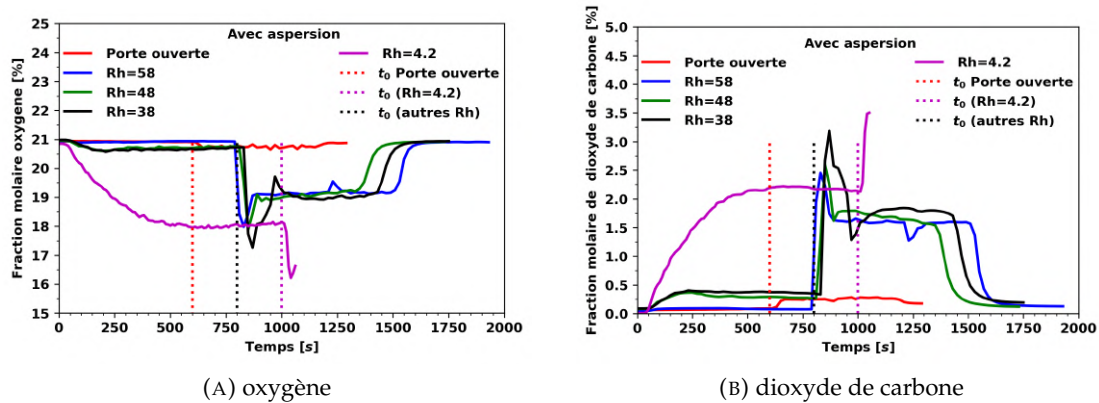 Avec aspersion
Porte ouverte
Rh=58
Rh=48
Rh=38
Rh=4.2
t0 Porte ouverte
t0 (Rh=4.2)
t0 (autres Rh)
Fraction molaire oxygène [%]
25
24
23
22
21
20
19
18
17
16
15
0 250 500 750 1000 1250 1500 1750 2000
Temps [s]
(A) oxygène
Avec aspersion
Porte ouverte
Rh=58
Rh=48
Rh=38
Rh=4.2
t0 Porte ouverte
t0 (Rh=4.2)
t0 (autres Rh)
Fraction molaire de dioxyde de carbone [%]
5.0
4.5
4.0
3.5
3.0
2.5
2.0
1.5
1.0
0.5
0.0
0 250 500 750 1000 1250 1500 1750 2000
Temps [s]
(B) dioxyde de carbone